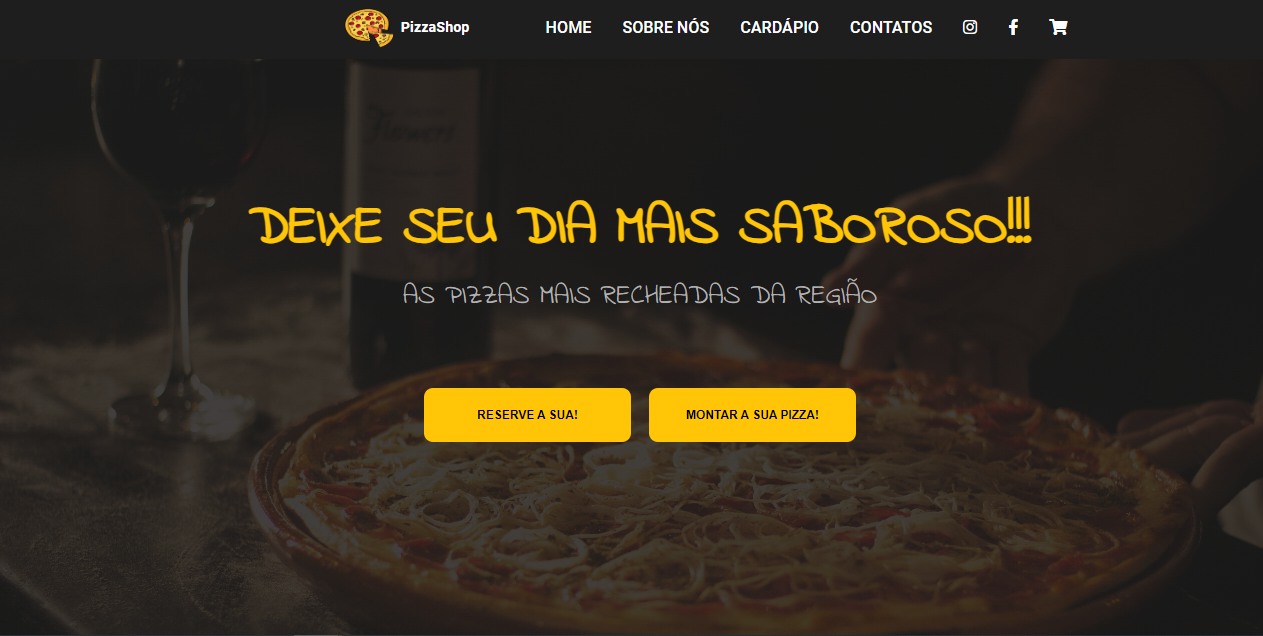 PizzaShop HOME SOBRE NÓS CARDÁPIO CONTATOS
DEIXE SEU DIA MAIS SABOROSO!!!
AS PIZZAS MAIS RECHEADAS DA REGIÃO
RESERVE A SUA! MONTAR A SUA PIZZA!